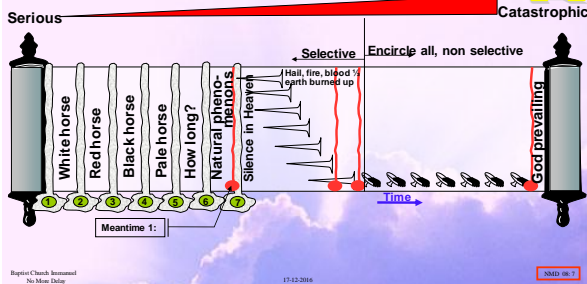 Serious
Catastrophic
Selective
Encircle all, non selective
Hail, fire, blood ⅓
earth burned up
White horse
Red horse
Black horse
Pale horse
How long?
Natural pheno-
menons
Silence in Heaven
God prevailing
1
2
3
4
5
6
7
Time
Meantime 1:
Baptist Church Immanuel
No More Delay
17-12-2016
NMD 08: 7